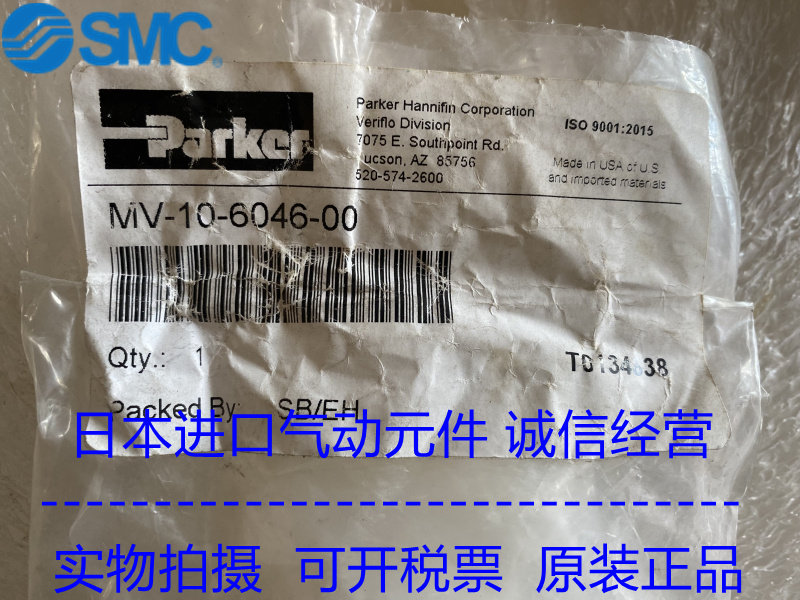 SMC
Parker
Parker Hannifin Corporation
Veriflo Division
7075 E. Southpoint Rd.
Tucson, AZ 85756
520-574-2600
ISO 9001:2015
Made in USA of U.S.
and imported materials
MV-10-6046-00
Qty.: 1
Packed By: SB/EH
日本进口气动元件 诚信经营
实物拍摄 可开税票 原装正品